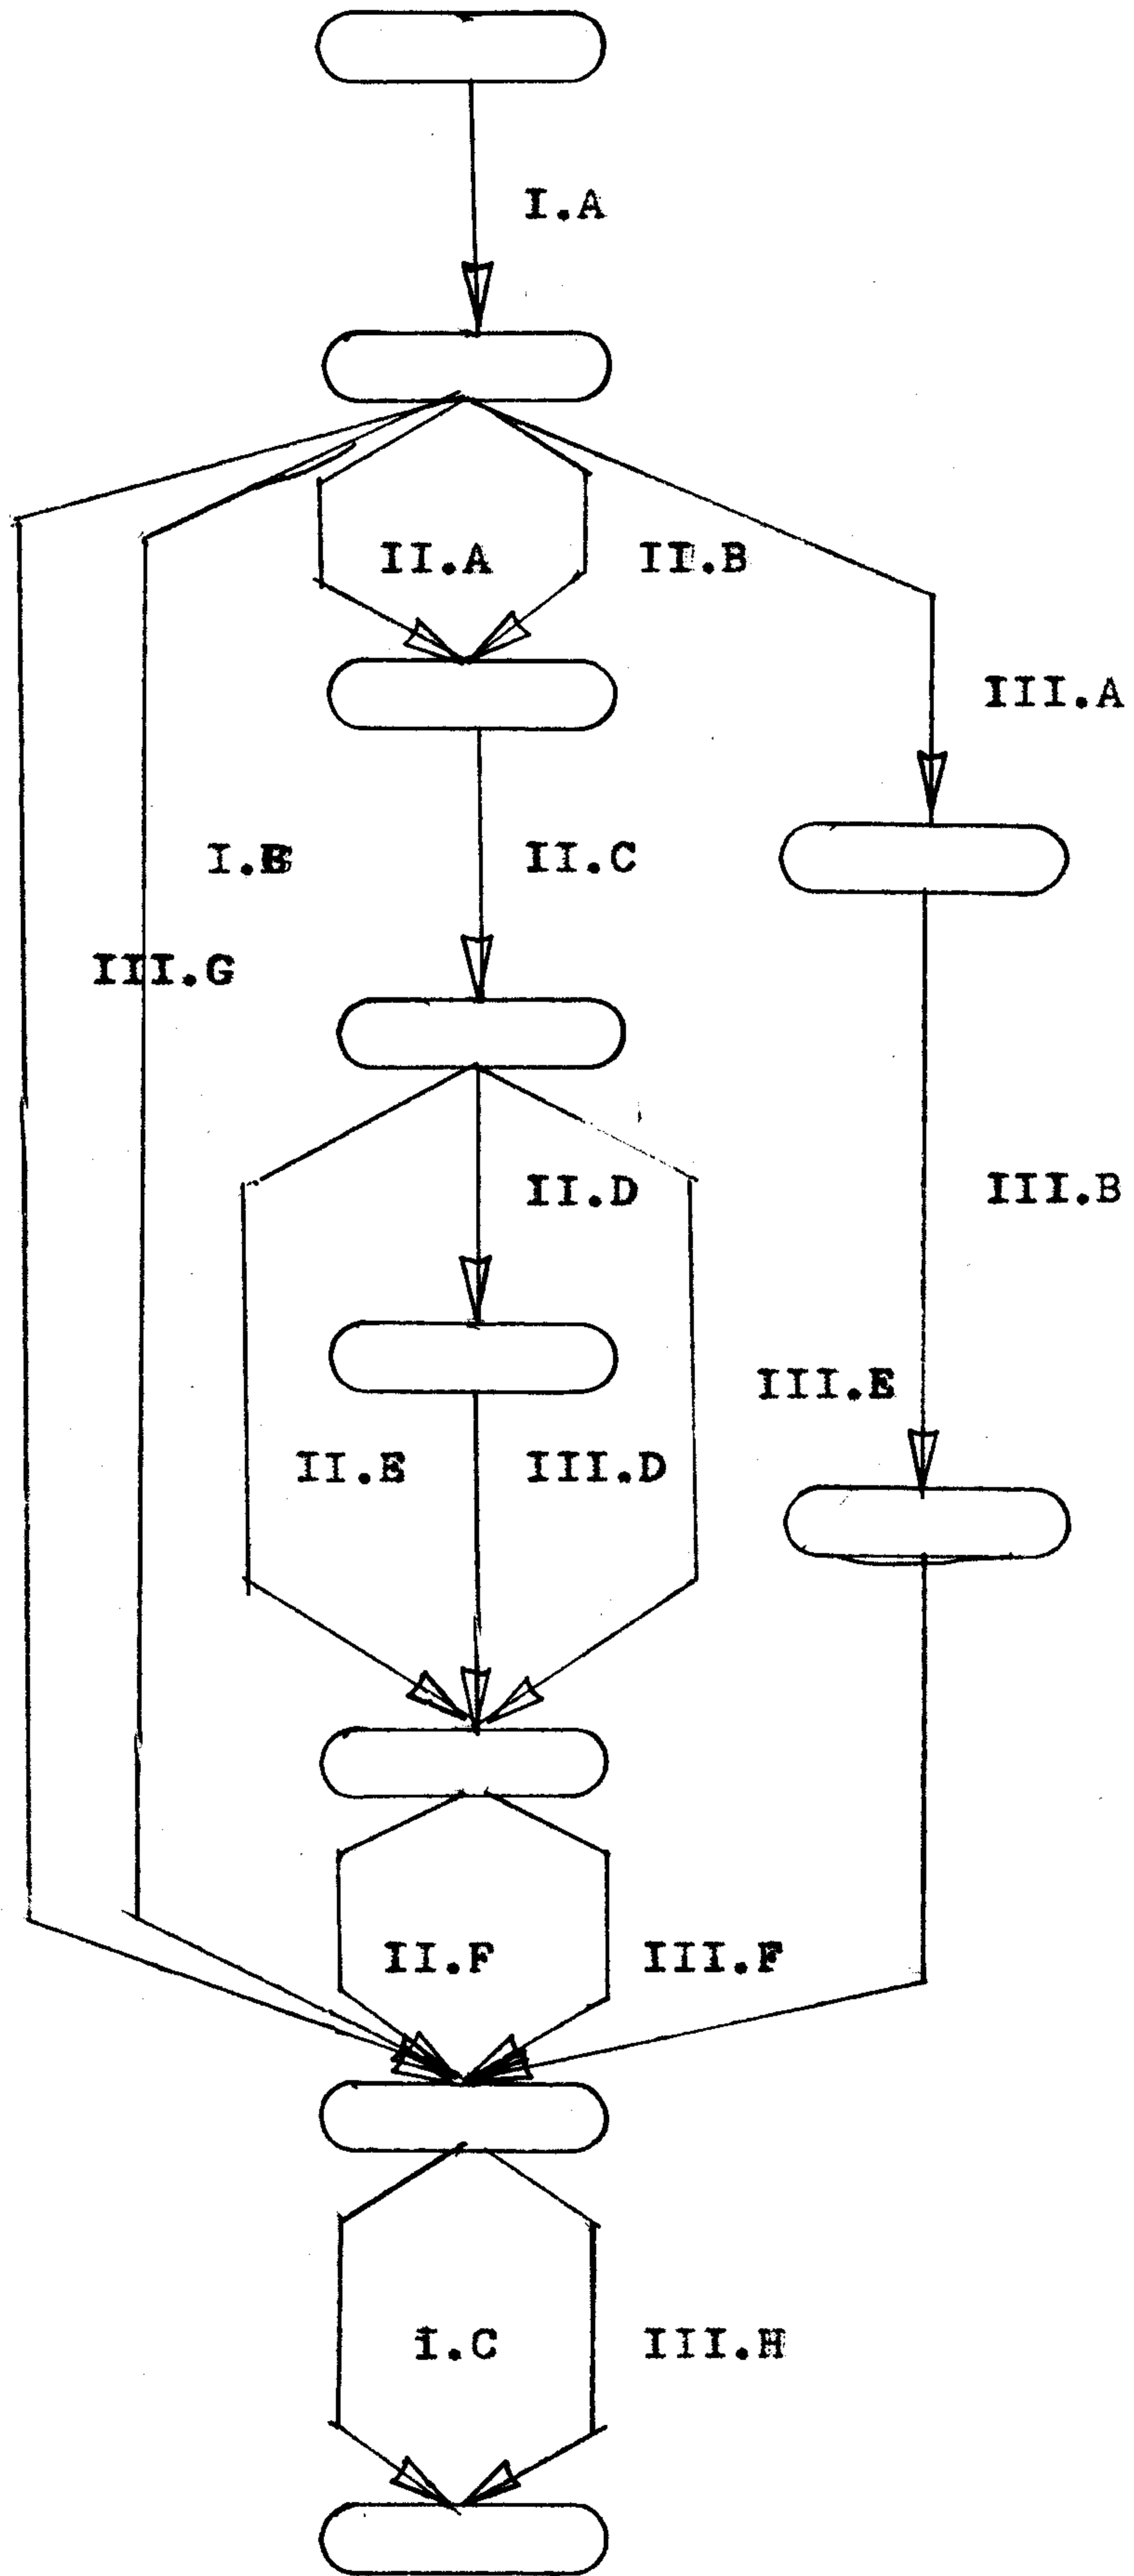 I.A
II.A II.B
III.A
I.B II.C
III.G
II.D III.B
III.E
II.E III.D
II.F III.F
I.C III.H